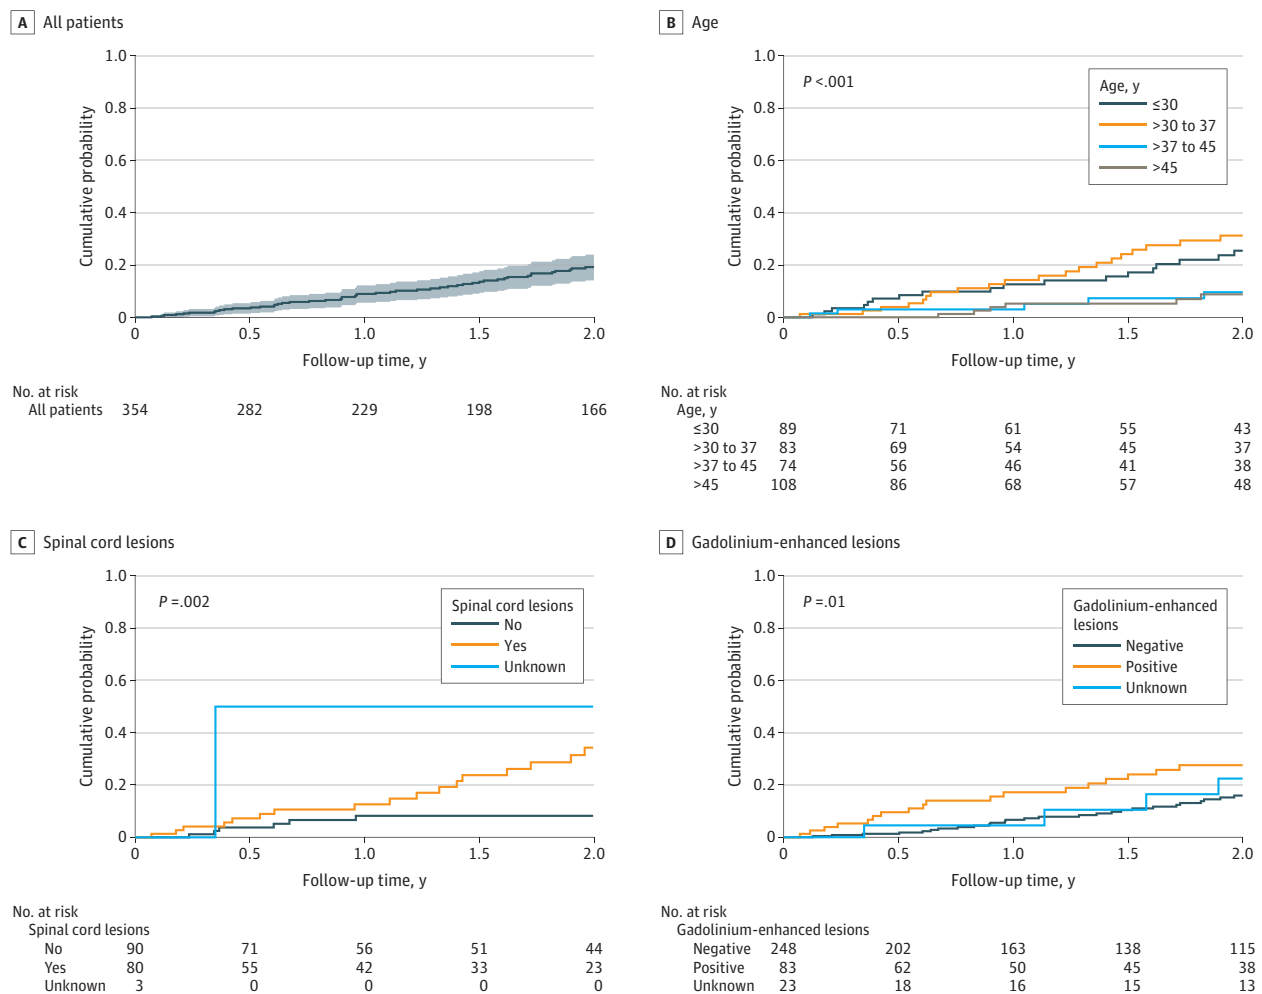 A All patients
1.0
0.8
0.6
0.4
0.2
0
Cumulative probability
0 0.5 1.0 1.5 2.0
Follow-up time, y
No. at risk
All patients 354 282 229 198 166
B Age
1.0
0.8
0.6
0.4
0.2
0
Cumulative probability
P <.001
Age, y
≤30
>30 to 37
>37 to 45
>45
0 0.5 1.0 1.5 2.0
Follow-up time, y
No. at risk
Age, y
≤30 89 71 61 55 43
>30 to 37 83 69 54 45 37
>37 to 45 74 56 46 41 38
>45 108 86 68 57 48
C Spinal cord lesions
1.0
0.8
0.6
0.4
0.2
0
Cumulative probability
P =.002
Spinal cord lesions
No
Yes
Unknown
0 0.5 1.0 1.5 2.0
Follow-up time, y
No. at risk
Spinal cord lesions
No 90 71 56 51 44
Yes 80 55 42 33 23
Unknown 3 0 0 0 0
D Gadolinium-enhanced lesions
1.0
0.8
0.6
0.4
0.2
0
Cumulative probability
P =.01
Gadolinium-enhanced
lesions
Negative
Positive
Unknown
0 0.5 1.0 1.5 2.0
Follow-up time, y
No. at risk
Gadolinium-enhanced lesions
Negative 248 202 163 138 115
Positive 83 62 50 45 38
Unknown 23 18 16 15 13